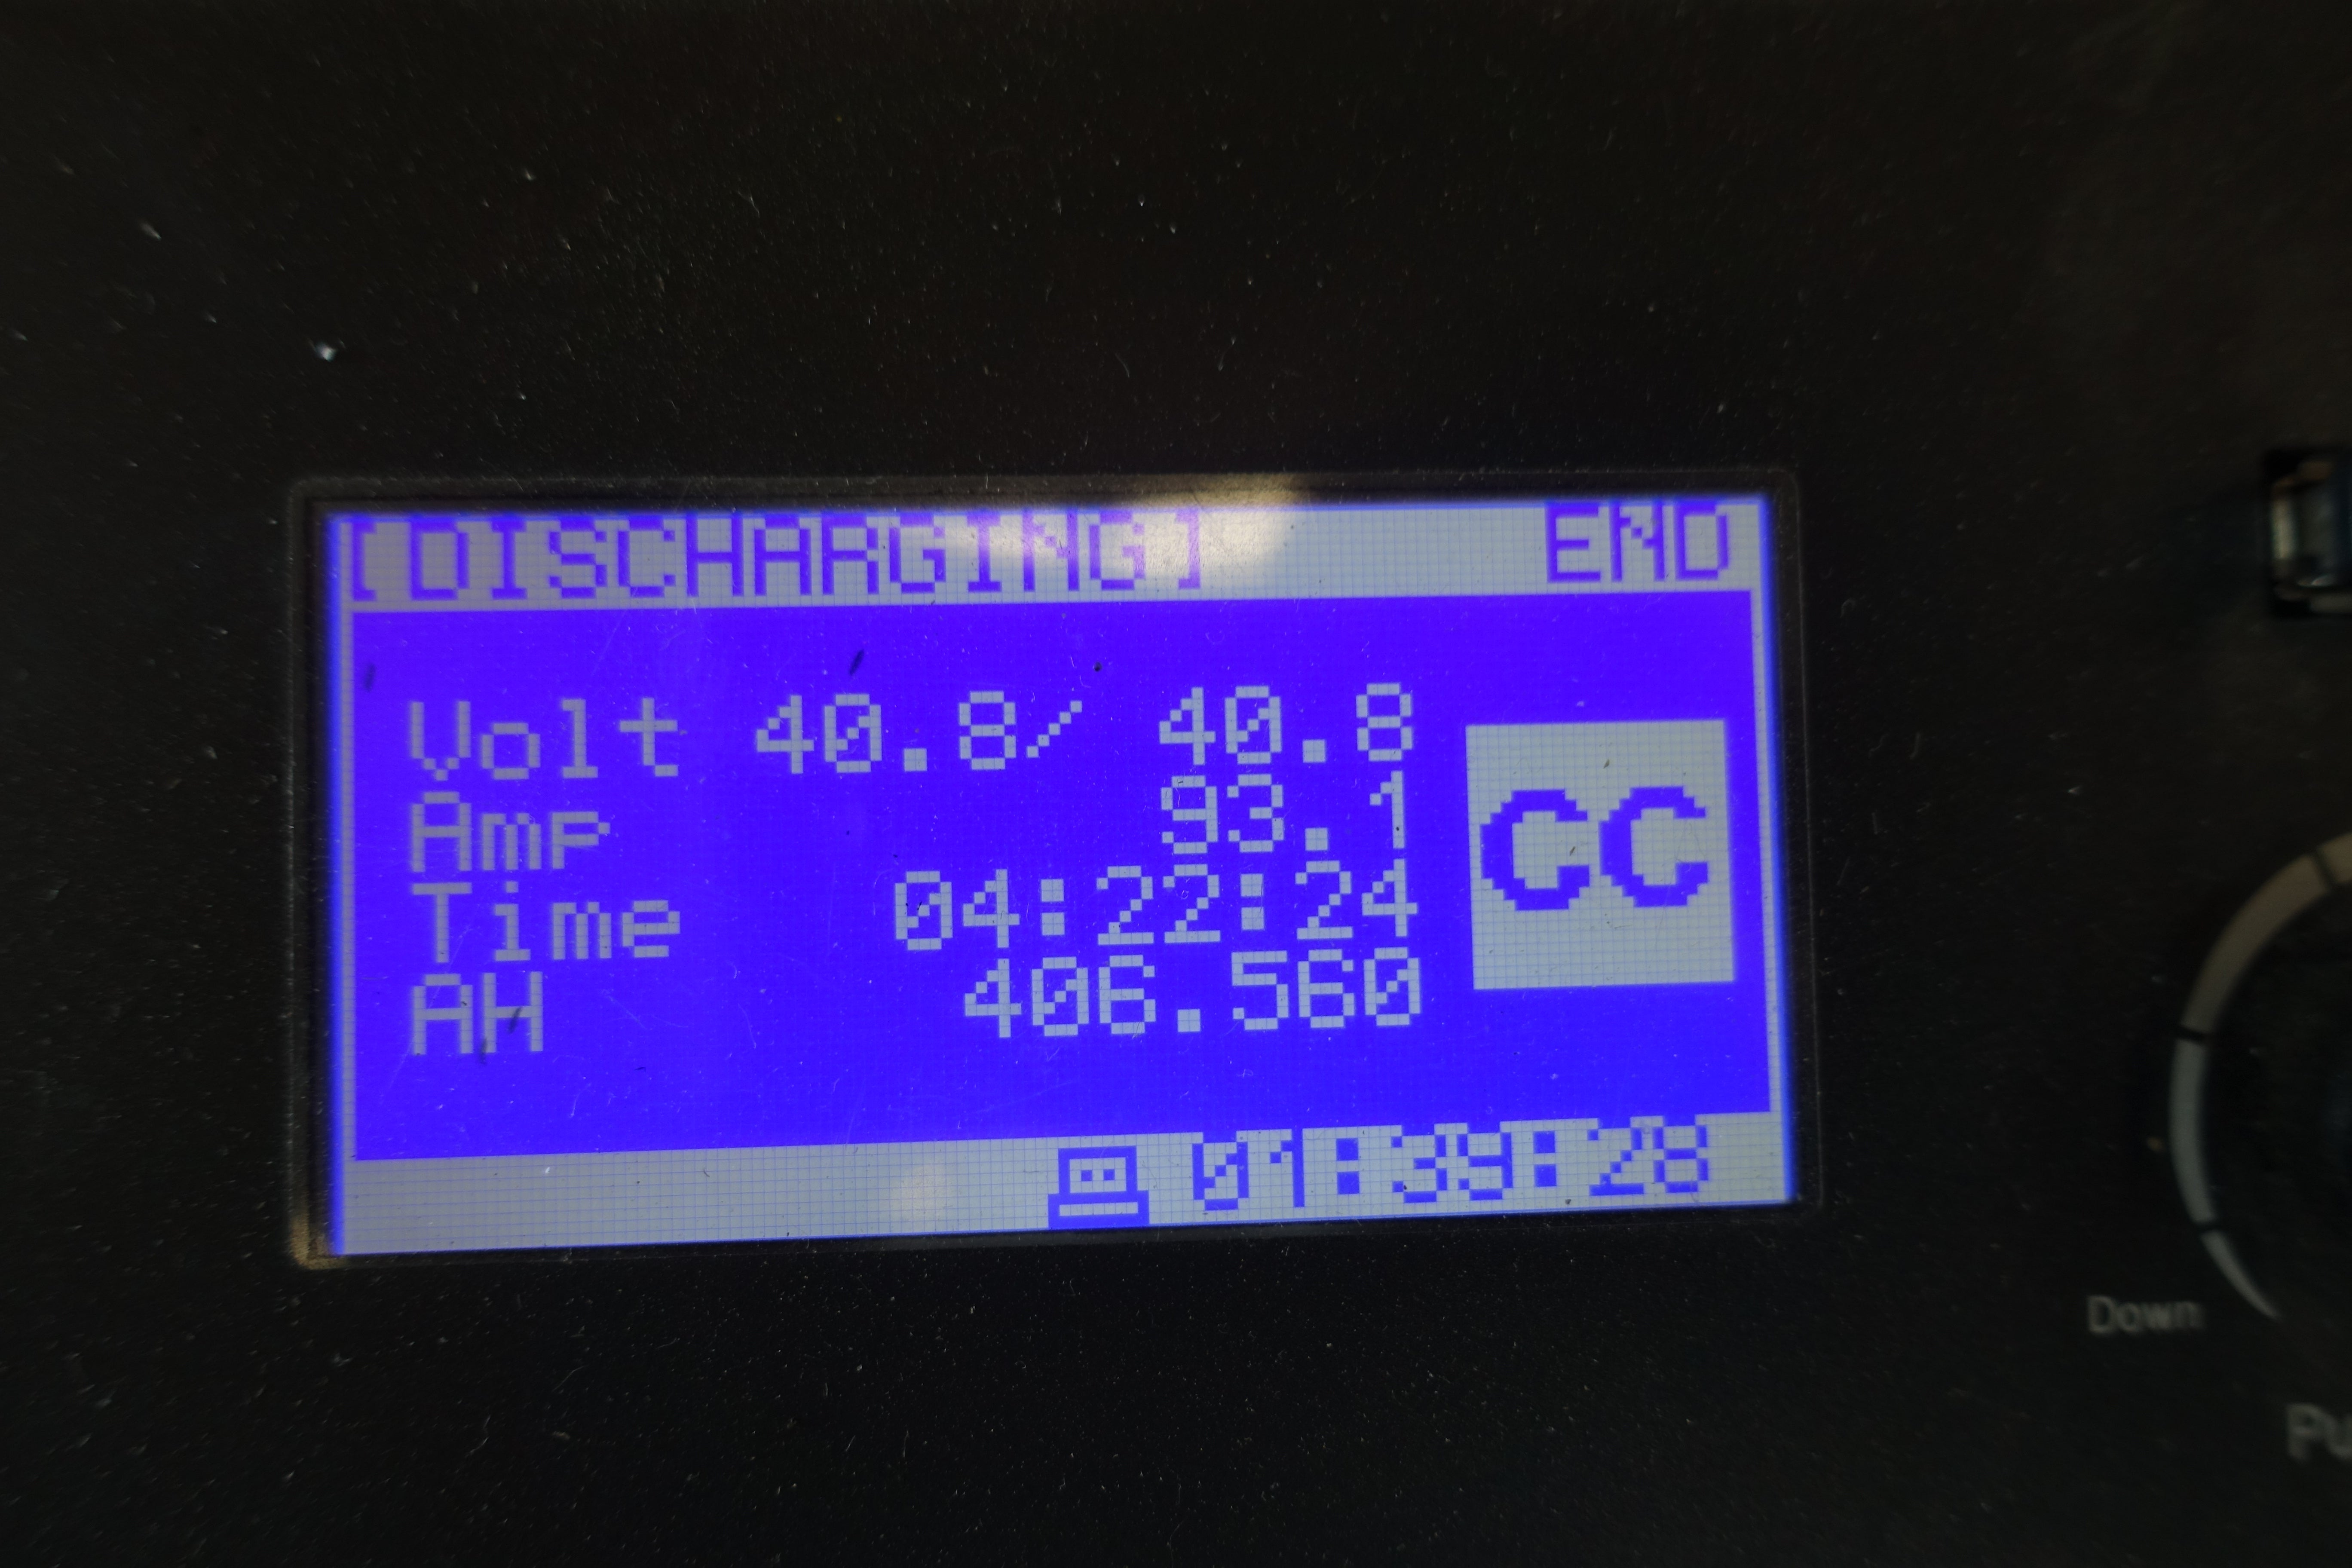 [DISCHARGING] END
Volt 40.8/ 40.8
Amp 93.1
CC
Time 04:22:24
AH 406.560
01:39:28
Down